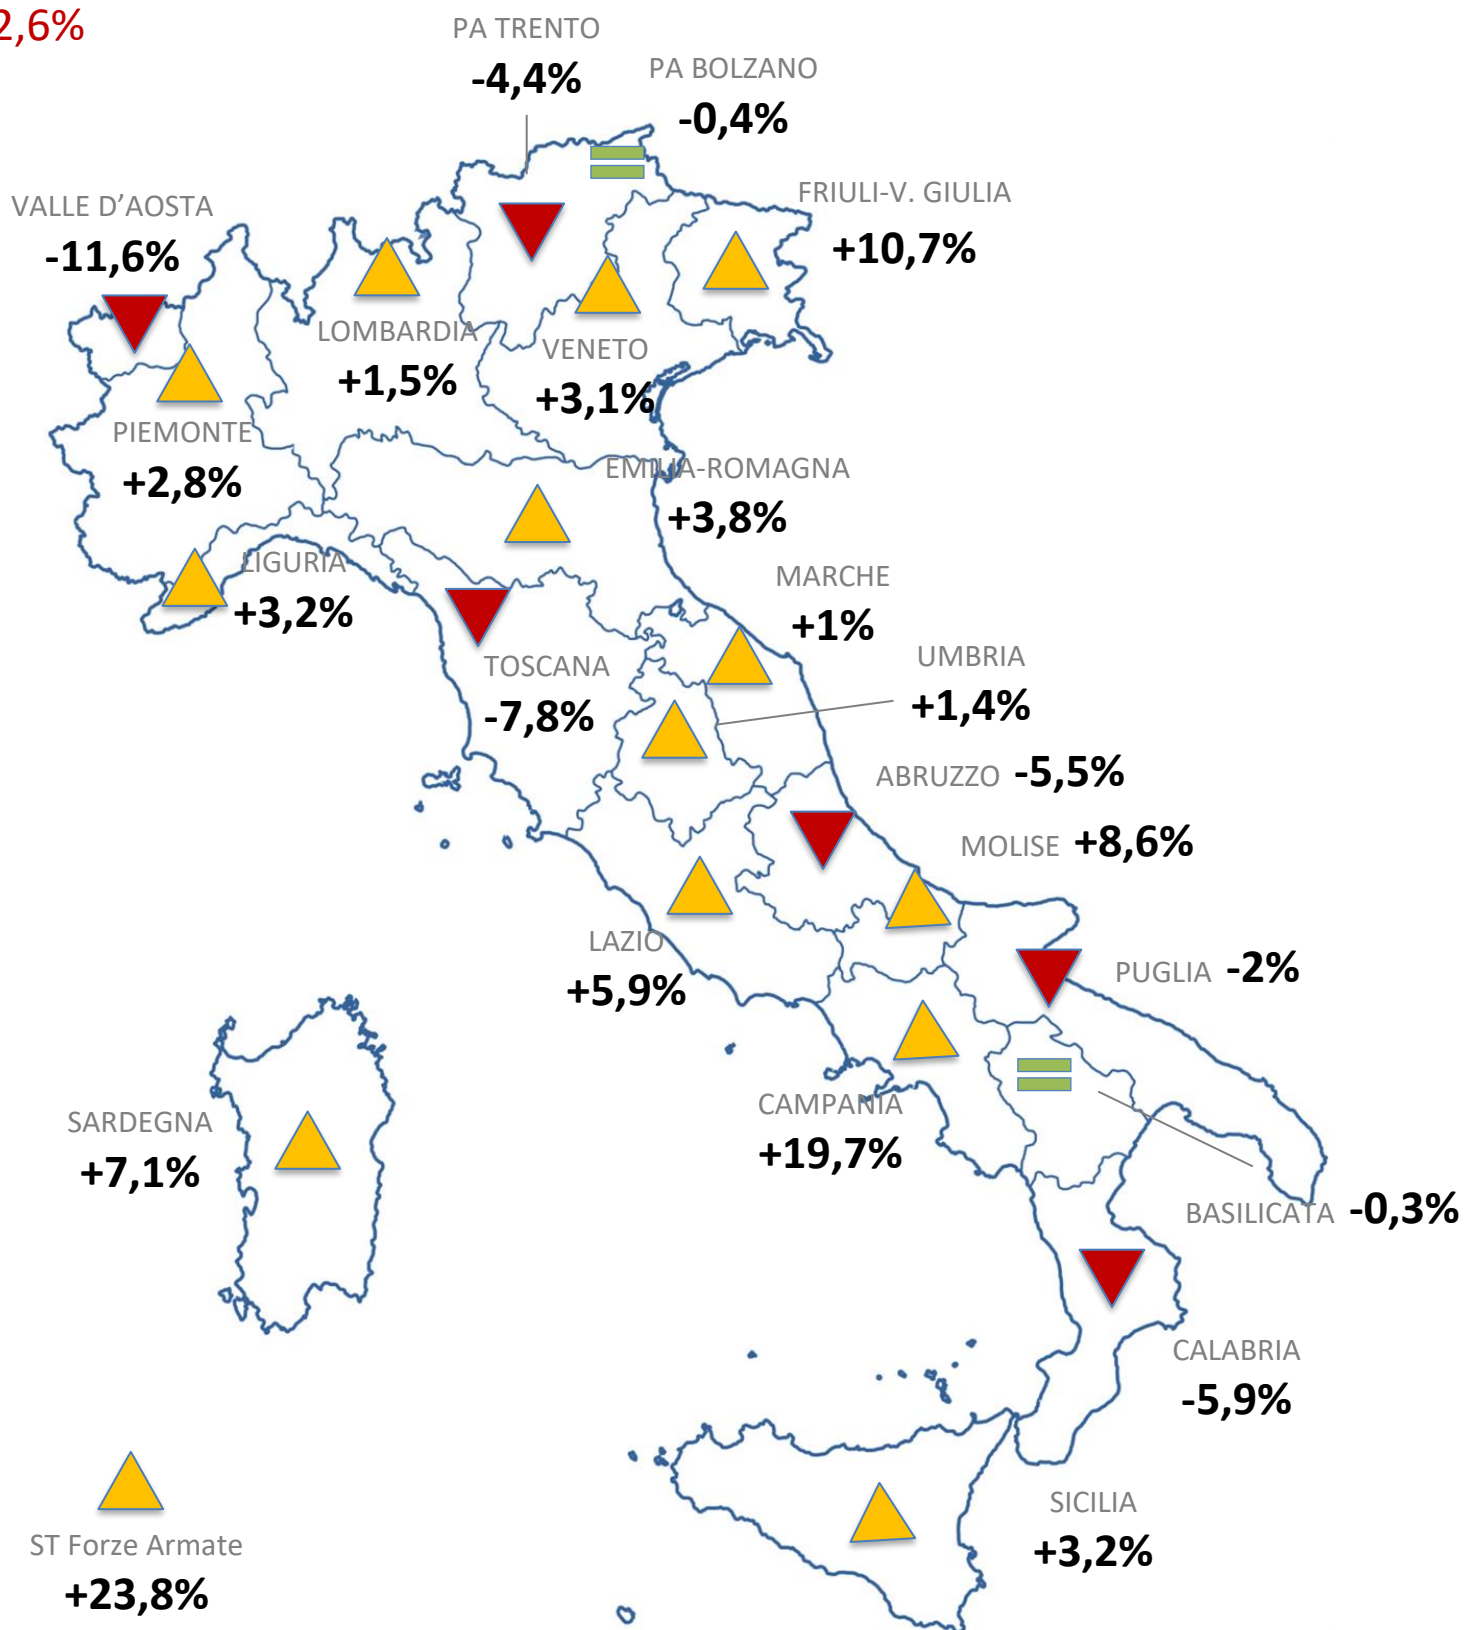 2,6%
PA TRENTO
-4,4%
PA BOLZANO
-0,4%
VALLE D’AOSTA
-11,6%
FRIULI-V. GIULIA
+10,7%
LOMBARDIA
+1,5%
VENETO
+3,1%
PIEMONTE
+2,8%
EMILIA-ROMAGNA
+3,8%
LIGURIA
+3,2%
MARCHE
+1%
TOSCANA
-7,8%
UMBRIA
+1,4%
ABRUZZO -5,5%
MOLISE +8,6%
LAZIO
+5,9%
PUGLIA -2%
CAMPANIA
+19,7%
SARDEGNA
+7,1%
BASILICATA -0,3%
CALABRIA
-5,9%
SICILIA
+3,2%
ST Forze Armate
+23,8%